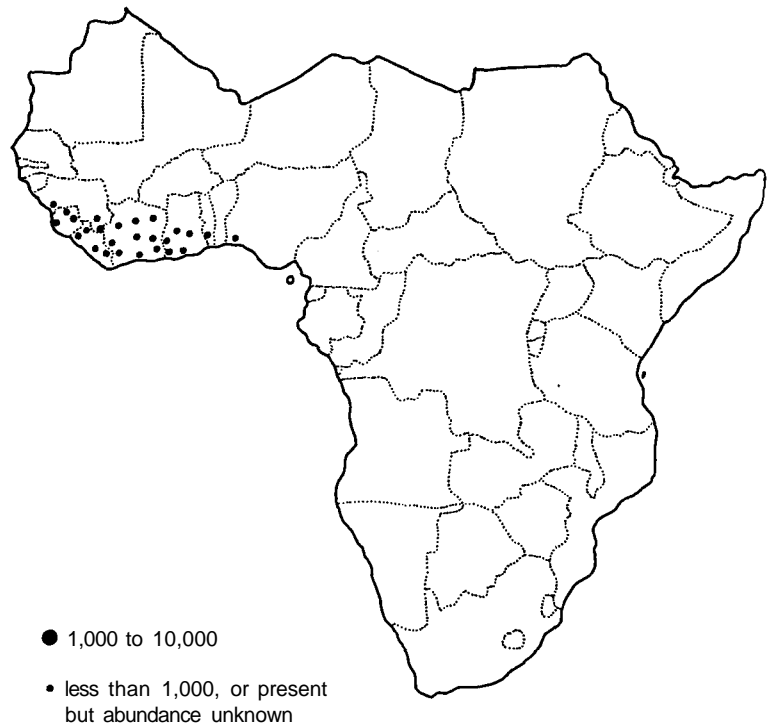 1,000 to 10,000
less than 1,000, or present
but abundance unknown